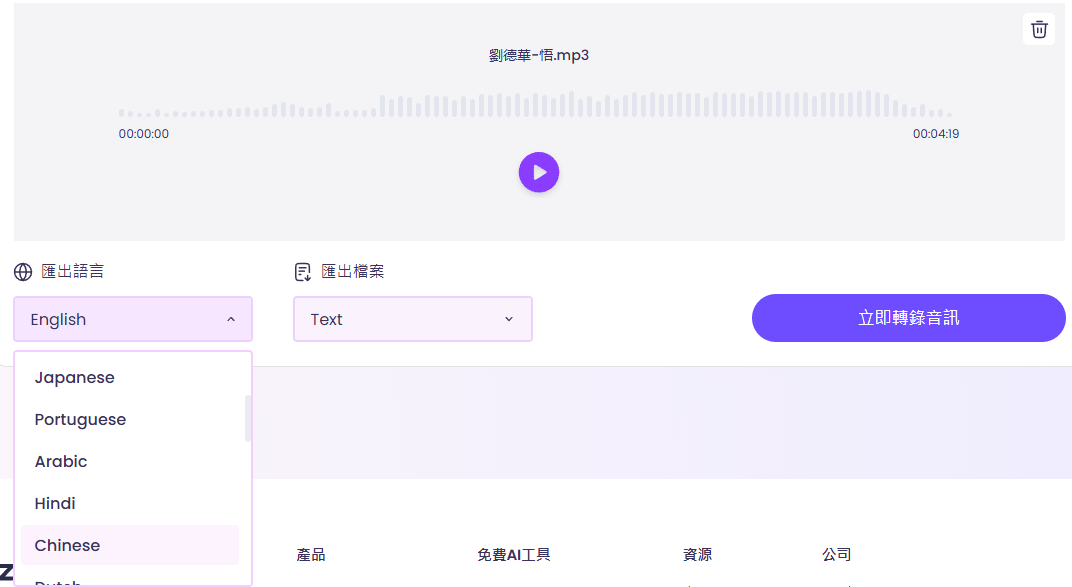 劉德華-悟.mp3
00:00:00 00:04:19
匯出語言 匯出檔案
English Text 立即轉錄音訊
Japanese
Portuguese
Arabic
Hindi
Chinese
產品 免費AI工具 資源 公司
Dutch